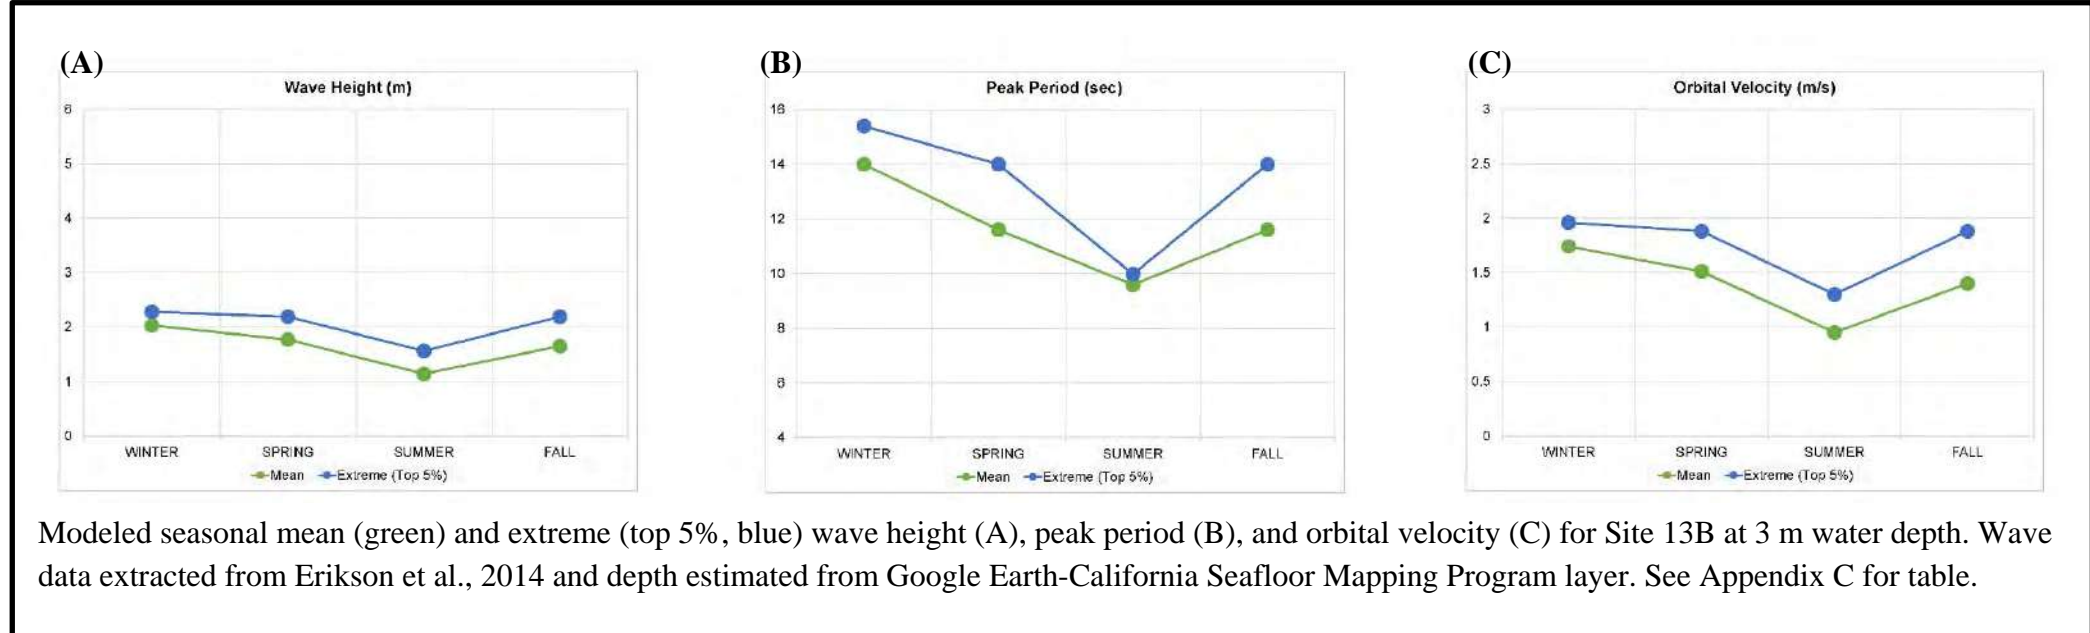 (A)
Wave Height (m)
6
5
4
3
2
1
0
WINTER SPRING SUMMER FALL
Mean Extreme (Top 5%)
(B)
Peak Period (sec)
16
14
12
10
8
6
4
WINTER SPRING SUMMER FALL
Mean Extreme (Top 5%)
(C)
Orbital Velocity (m/s)
3
2.5
2
1.5
1
0.5
0
WINTER SPRING SUMMER FALL
Mean Extreme (Top 5%)
Modeled seasonal mean (green) and extreme (top 5%, blue) wave height (A), peak period (B), and orbital velocity (C) for Site 13B at 3 m water depth. Wave
data extracted from Erikson et al., 2014 and depth estimated from Google Earth-California Seafloor Mapping Program layer. See Appendix C for table.